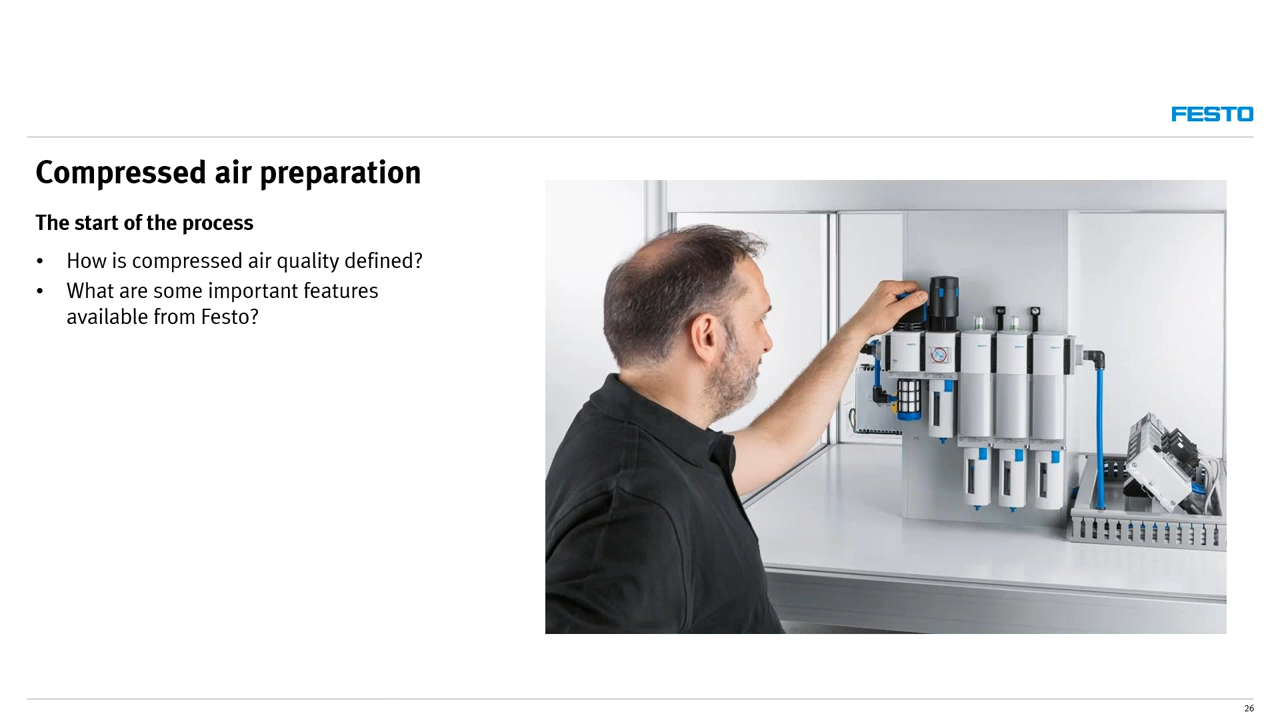 FESTO
Compressed air preparation
The start of the process
• How is compressed air quality defined?
• What are some important features
available from Festo?
26